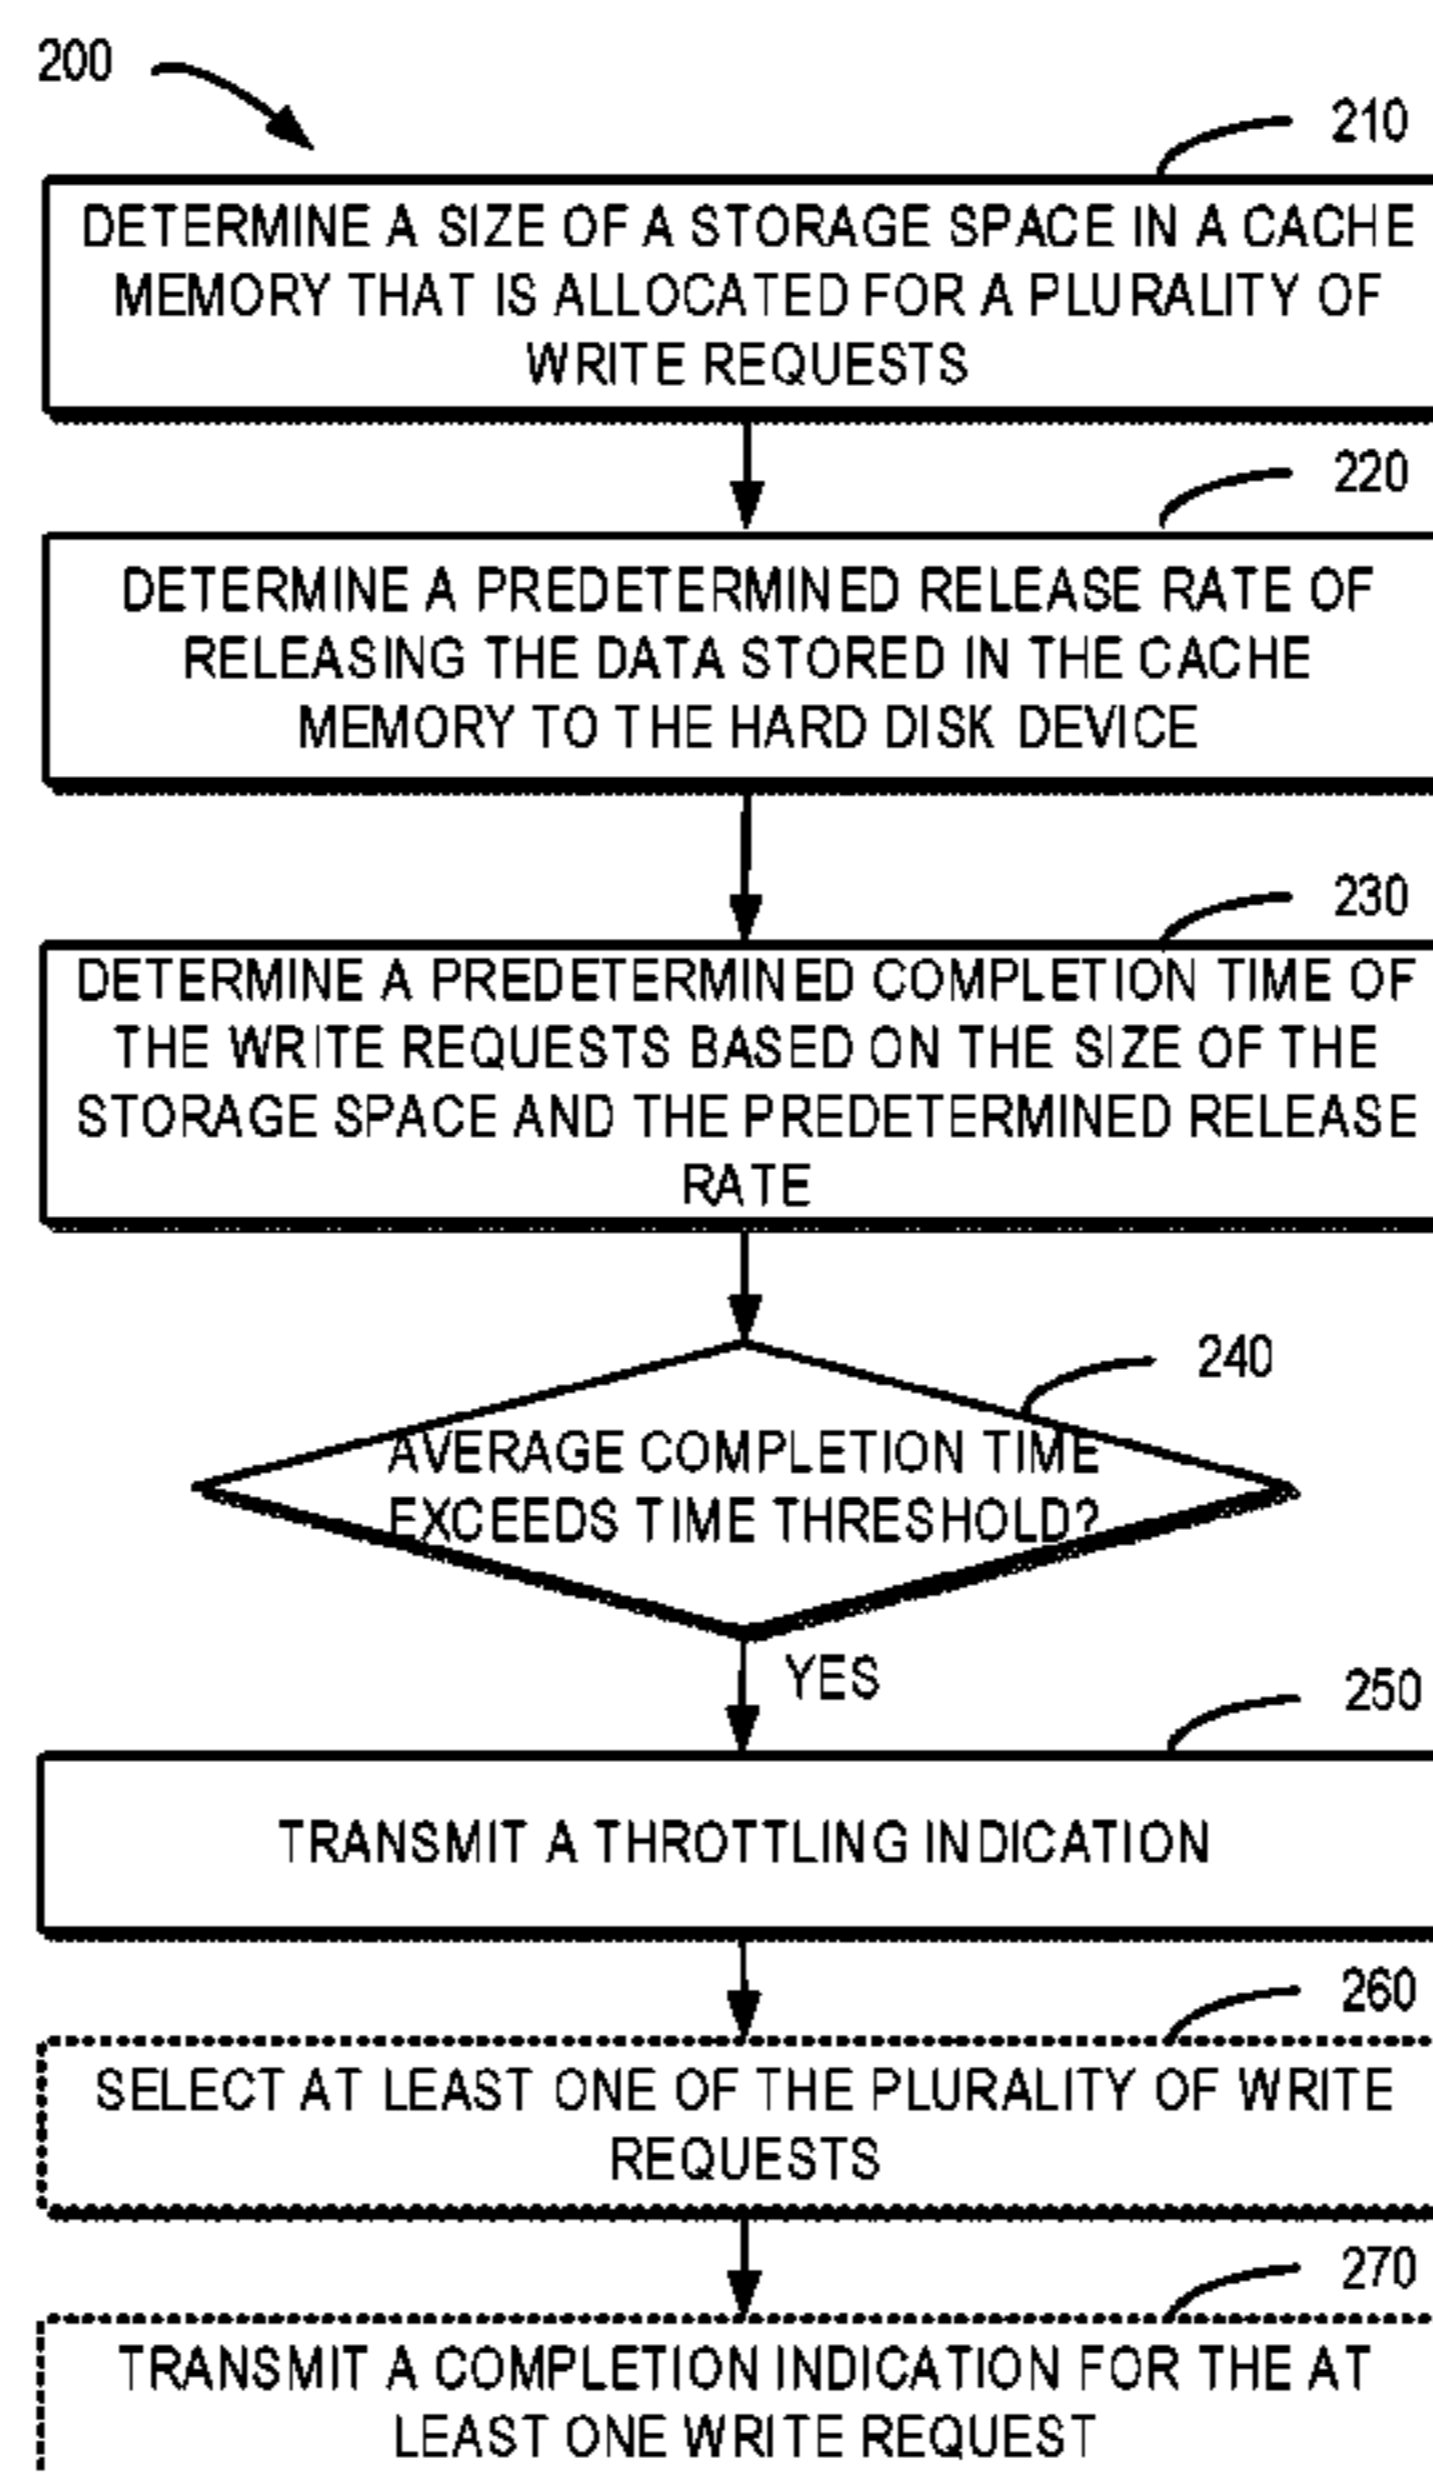 200
210
DETERMINE A SIZE OF A STORAGE SPACE IN A CACHE
MEMORY THAT IS ALLOCATED FOR A PLURALITY OF
WRITE REQUESTS
220
DETERMINE A PREDETERMINED RELEASE RATE OF
RELEASING THE DATA STORED IN THE CACHE
MEMORY TO THE HARD DISK DEVICE
230
DETERMINE A PREDETERMINED COMPLETION TIME OF
THE WRITE REQUESTS BASED ON THE SIZE OF THE
STORAGE SPACE AND THE PREDETERMINED RELEASE
RATE
240
AVERAGE COMPLETION TIME
EXCEEDS TIME THRESHOLD?
YES
250
TRANSMIT A THROTTLING INDICATION
260
SELECT AT LEAST ONE OF THE PLURALITY OF WRITE
REQUESTS
270
TRANSMIT A COMPLETION INDICATION FOR THE AT
LEAST ONE WRITE REQUEST